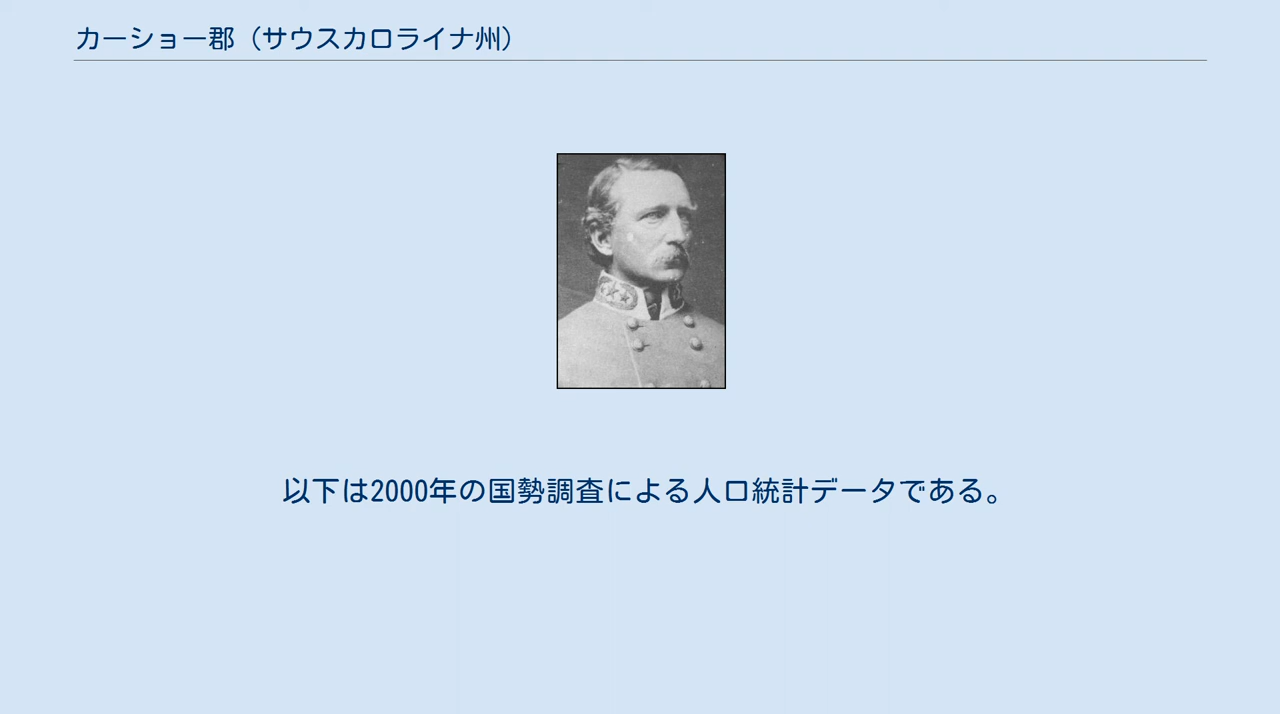 カーショー郡（サウスカロライナ州）
以下は2000年の国勢調査による人口統計データである。